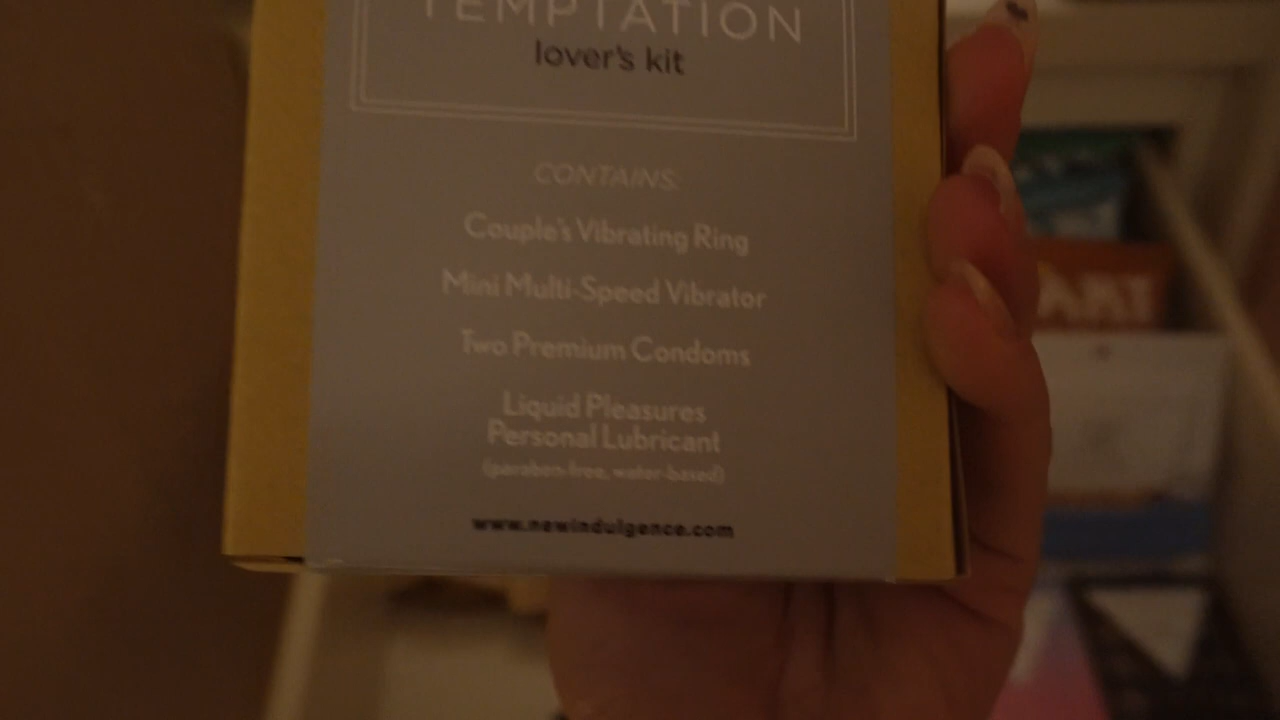 TEMPTATION
lover's kit
CONTAINS:
Couple's Vibrating Ring
Mini Multi-Speed Vibrator
Two Premium Condoms
Liquid Pleasures
Personal Lubricant
(paraben-free, water-based)
www.newindulgence.com
ART